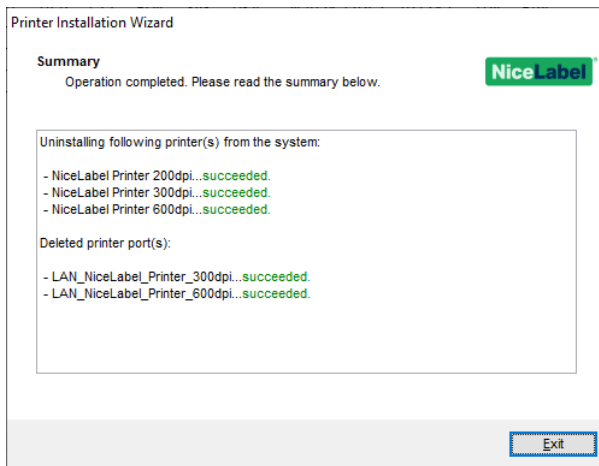 Printer Installation Wizard
Summary
Operation completed. Please read the summary below.
NiceLabel
Uninstalling following printer(s) from the system:
- NiceLabel Printer 200dpi...succeeded.
- NiceLabel Printer 300dpi...succeeded.
- NiceLabel Printer 600dpi...succeeded.
Deleted printer port(s):
- LAN_NiceLabel_Printer_300dpi...succeeded.
- LAN_NiceLabel_Printer_600dpi...succeeded.
Exit